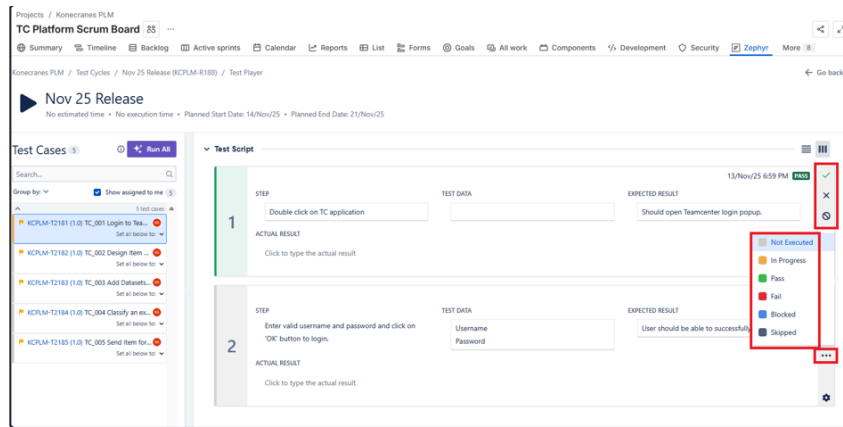 Projects / Konecranes PLM
TC Platform Scrum Board
Summary Timeline Backlog Active sprints Calendar Reports List Forms Goals All work Components Development Security Zephyr More 8
Konecranes PLM / Test Cycles / Nov 25 Release (KCPLM-R188) / Test Player
← Go back
Nov 25 Release
No estimated time • No execution time • Planned Start Date: 14/Nov/25 • Planned End Date: 21/Nov/25
Test Cases 5 Run All
Test Script
Search...
Group by: Show assigned to me (5)
5 test cases
KCPLM-T2181 (1.0) TC_001 Login to Tea...
Set all below to:
KCPLM-T2182 (1.0) TC_002 Design Item ...
Set all below to:
KCPLM-T2183 (1.0) TC_003 Add Datasets...
Set all below to:
KCPLM-T2184 (1.0) TC_004 Classify an ex...
Set all below to:
KCPLM-T2185 (1.0) TC_005 Send Item for...
Set all below to:
13/Nov/25 6:59 PM PASS
1
STEP TEST DATA EXPECTED RESULT
Double click on TC application Should open Teamcenter login popup.
ACTUAL RESULT
Click to type the actual result
Not Executed
In Progress
Pass
Fail
Blocked
Skipped
2
STEP TEST DATA EXPECTED RESULT
Enter valid username and password and click on
'OK' button to login.
Username
Password
User should be able to successfully
ACTUAL RESULT
Click to type the actual result